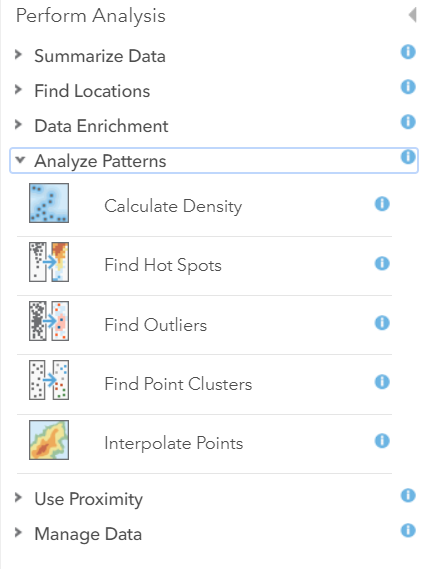 Perform Analysis
Summarize Data
Find Locations
Data Enrichment
Analyze Patterns
Calculate Density
Find Hot Spots
Find Outliers
Find Point Clusters
Interpolate Points
Use Proximity
Manage Data